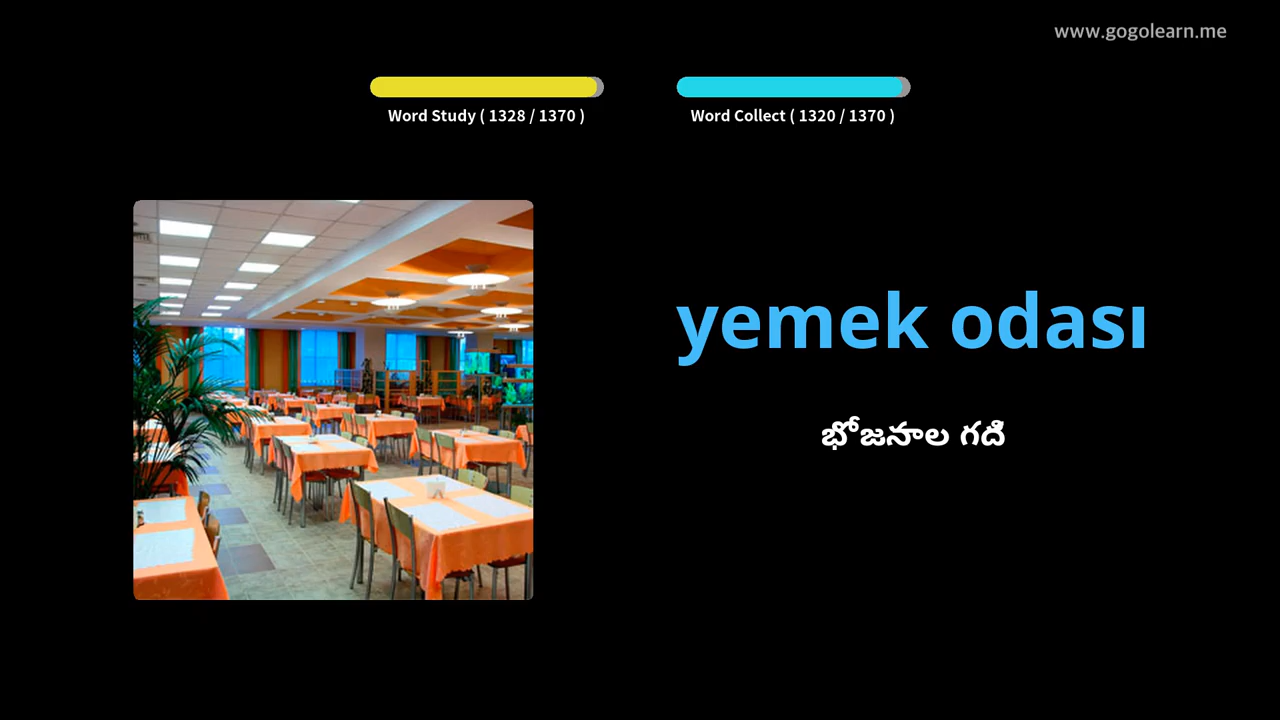 www.gogolearn.me
Word Study ( 1328 / 1370 )
Word Collect ( 1320 / 1370 )
yemek odası
భోజనాల గది